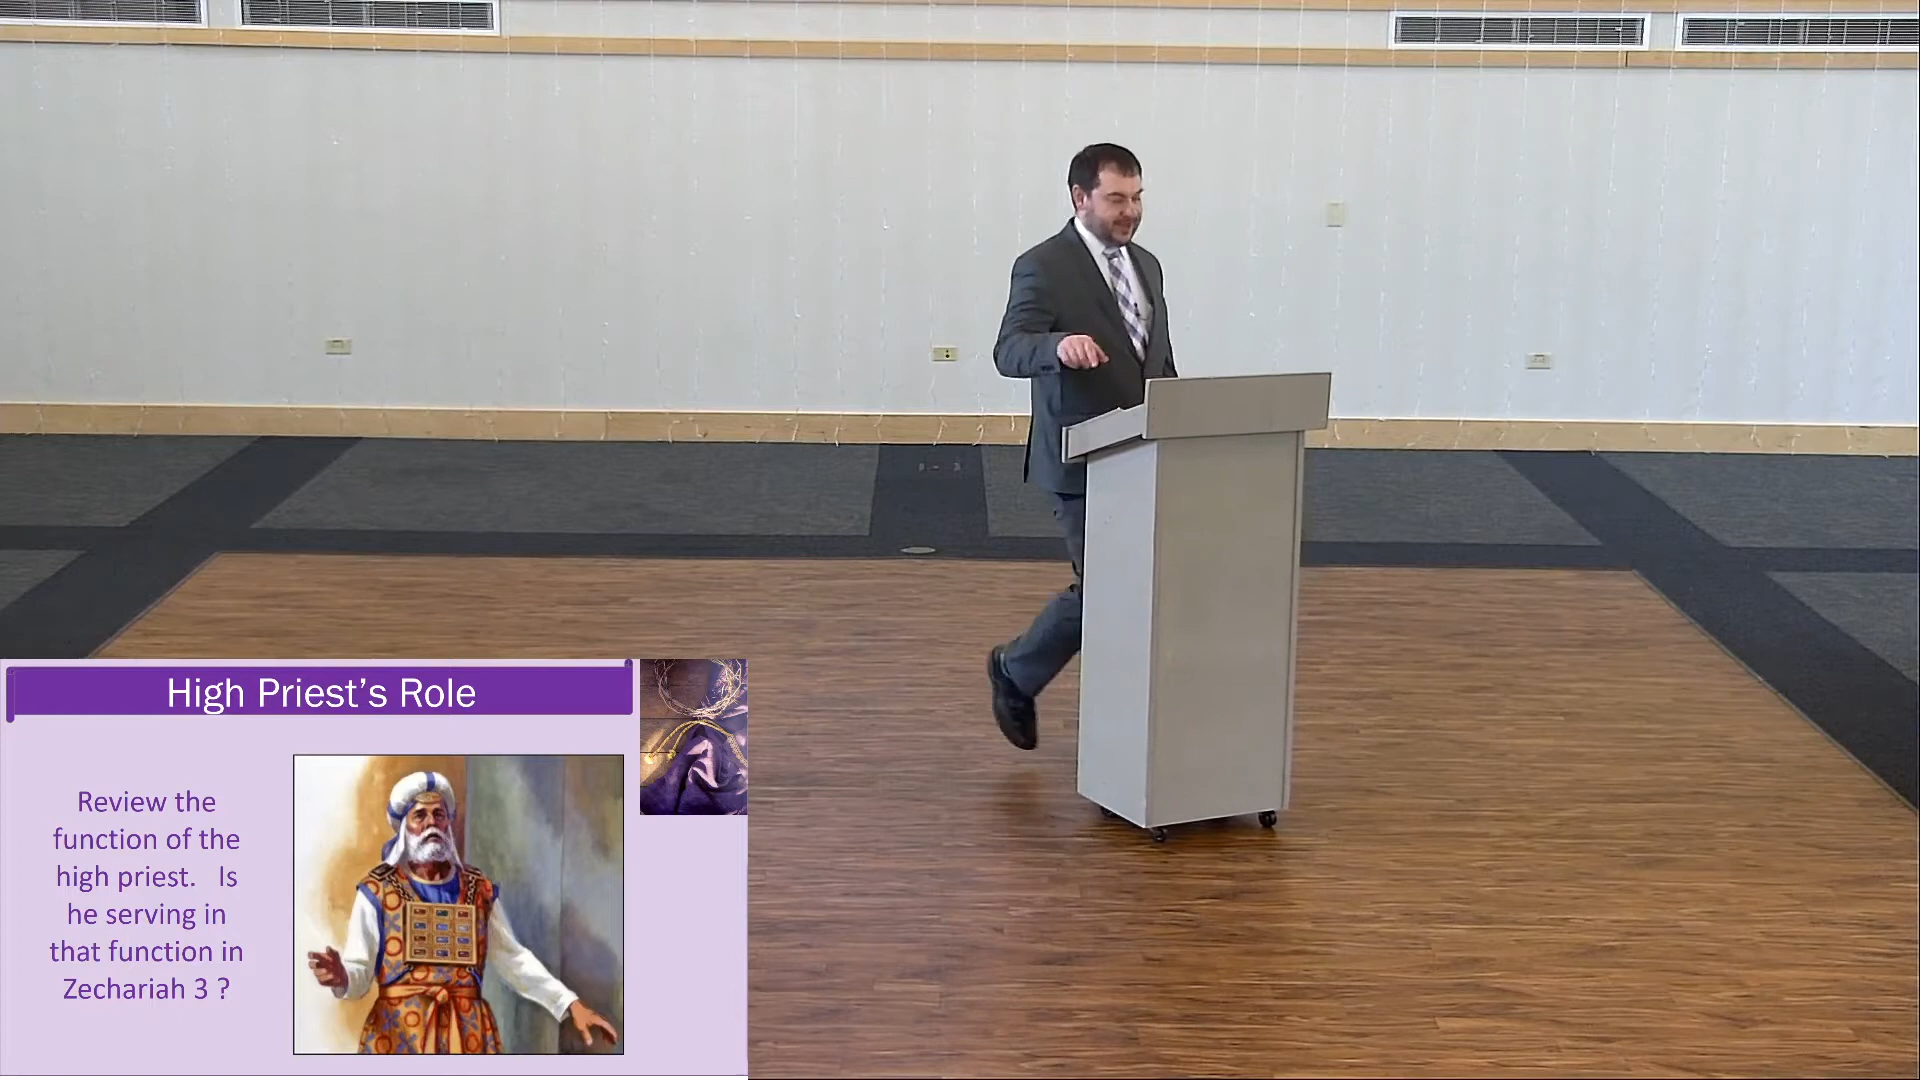 High Priest's Role
Review the
function of the
high priest.   Is
he serving in
that function in
Zechariah 3 ?